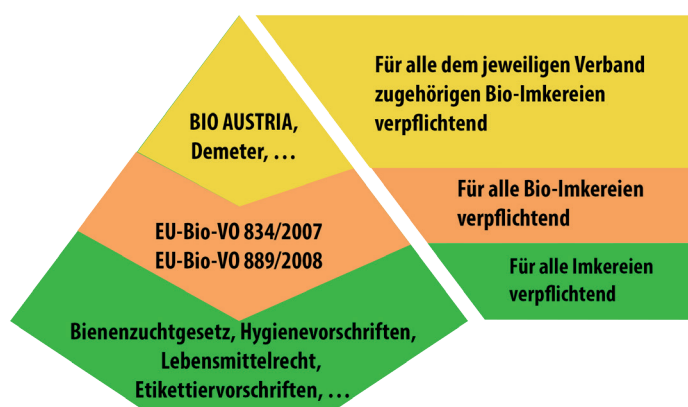 BIO AUSTRIA,
Demeter, …
Für alle dem jeweiligen Verband
zugehörigen Bio-Imkereien
verpflichtend
EU-Bio-VO 834/2007
EU-Bio-VO 889/2008
Für alle Bio-Imkereien
verpflichtend
Bienenzuchtgesetz, Hygienevorschriften,
Lebensmittelrecht,
Etikettiervorschriften, …
Für alle Imkereien
verpflichtend